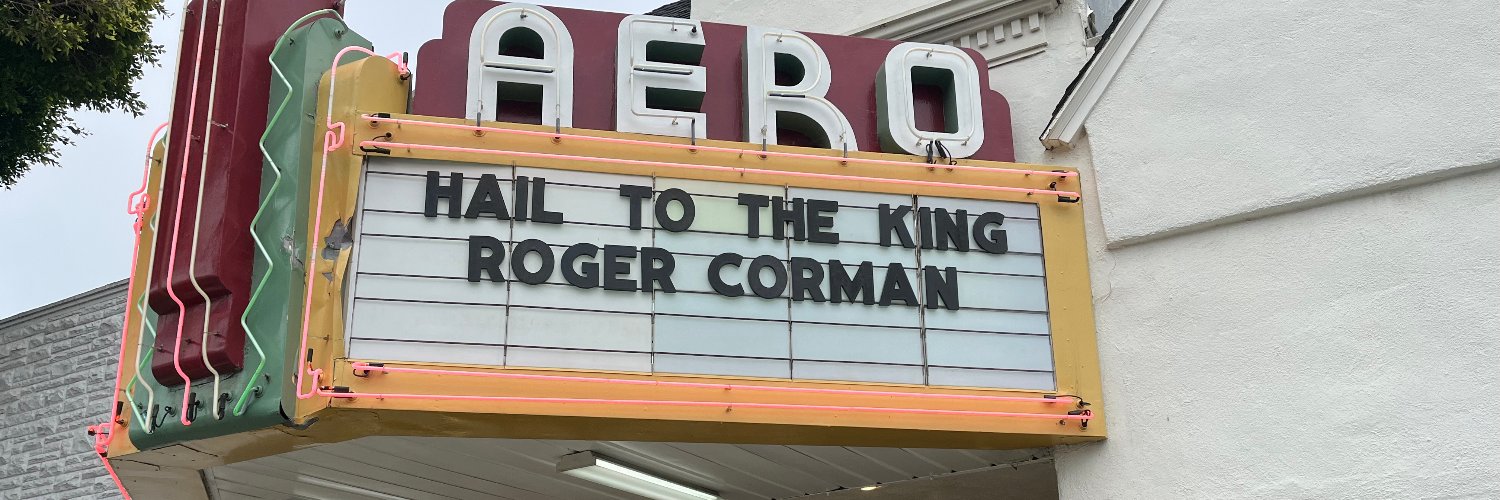 AERO
HAIL TO THE KING
ROGER CORMAN